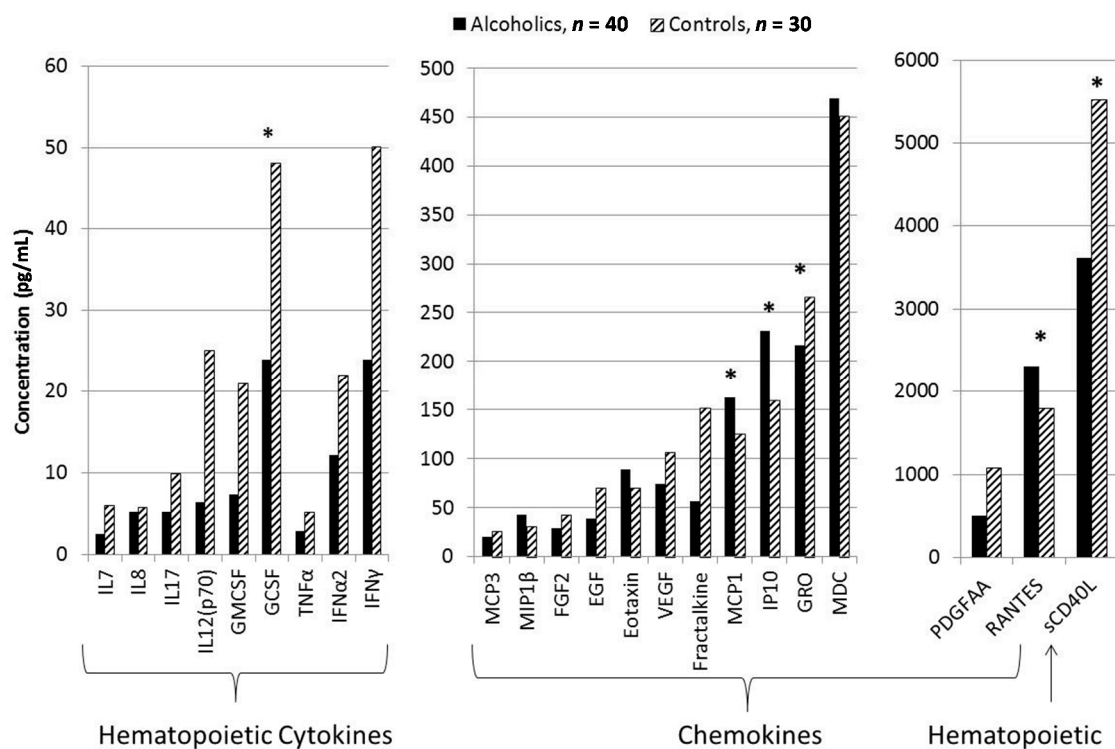 Alcoholics, n = 40 Controls, n = 30
Concentration (pg/mL)
60
50
40
30
20
10
0
*
IL7
IL8
IL17
IL12(p70)
GMCSF
GCSF
TNFα
IFNα2
IFNγ
Hematopoietic Cytokines
500
450
400
350
300
250
200
150
100
50
0
*
*
*
MCP3
MIP1β
FGF2
EGF
Eotaxin
VEGF
Fractalkine
MCP1
IP10
GRO
MDC
Chemokines
6000
5000
4000
3000
2000
1000
0
*
*
PDGFAA
RANTES
sCD40L
Hematopoietic